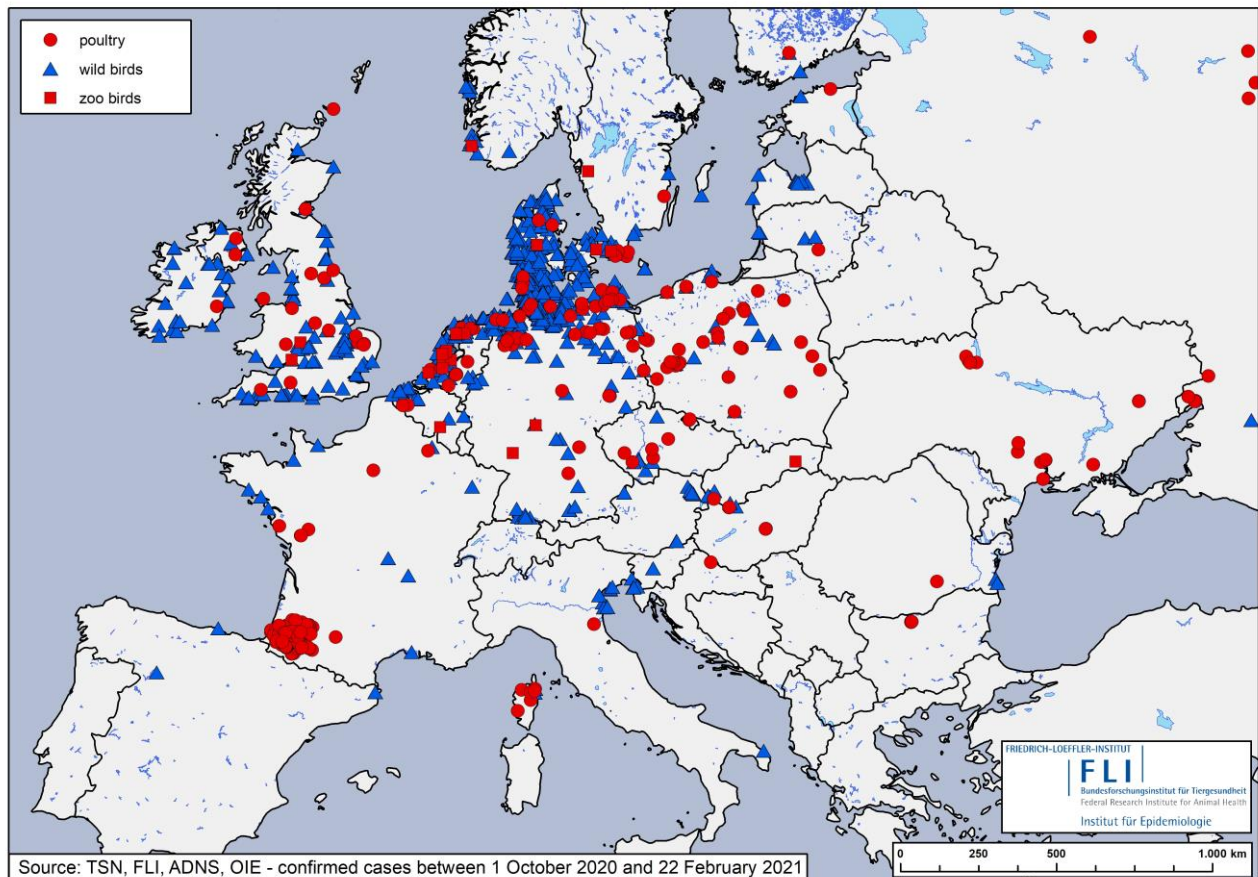 poultry
wild birds
zoo birds
FRIEDRICH-LOEFFLER-INSTITUT
FLI
Bundesforschungsinstitut für Tiergesundheit
Federal Research Institute for Animal Health
Institut für Epidemiologie
Source: TSN, FLI, ADNS, OIE - confirmed cases between 1 October 2020 and 22 February 2021
0 250 500 1.000 km